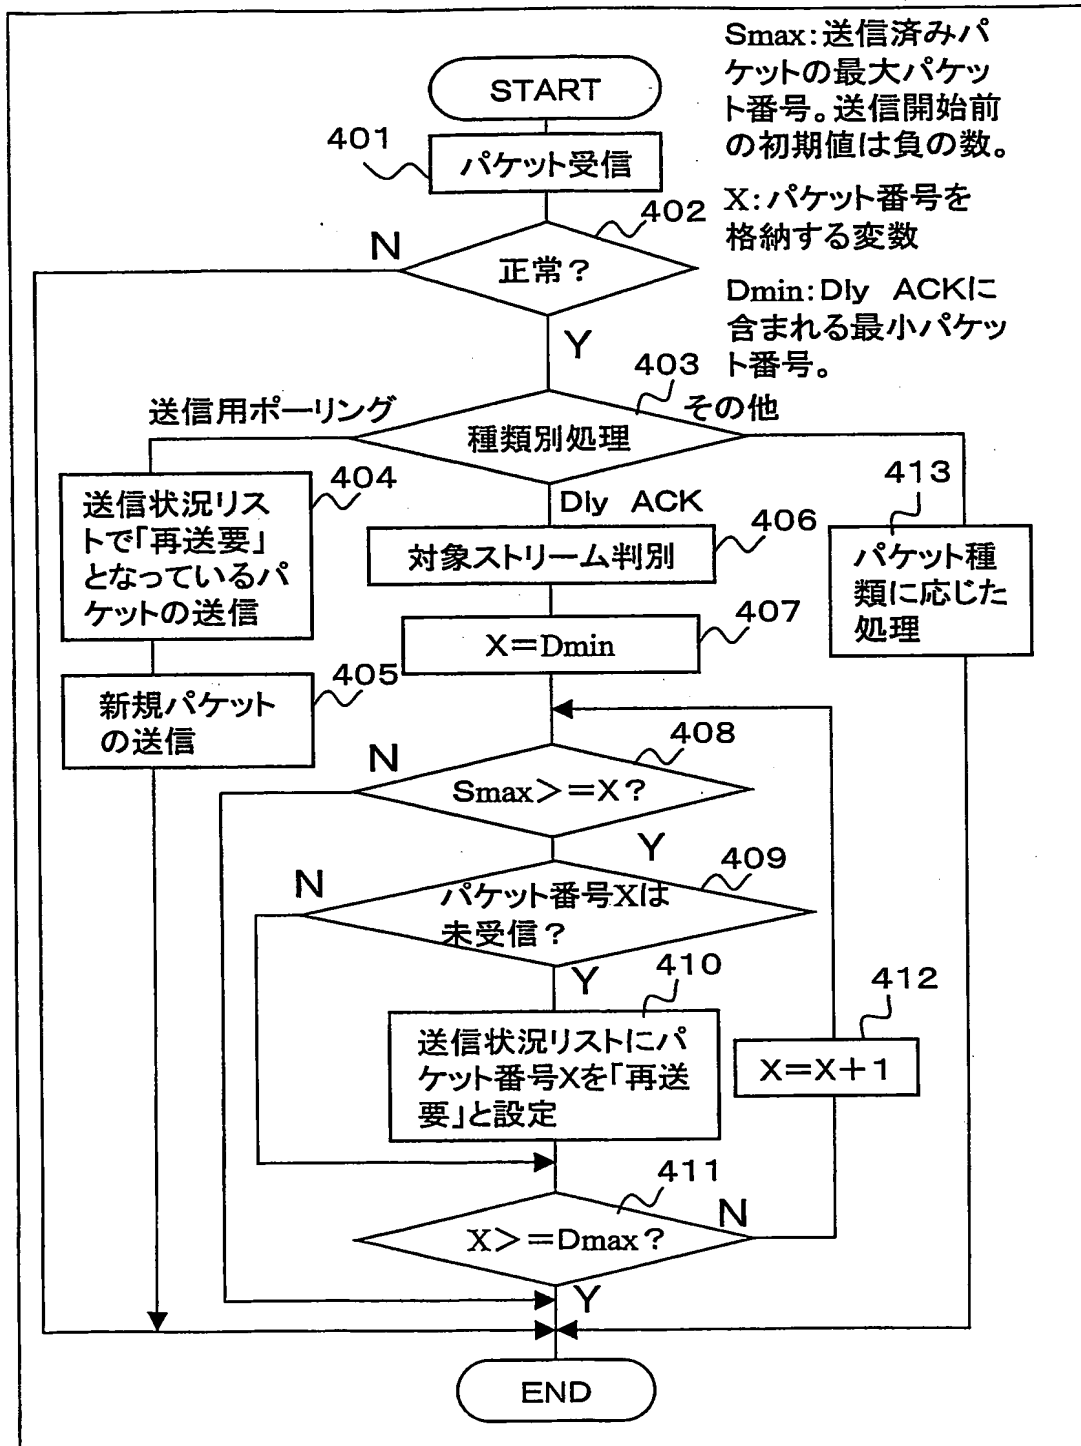 Smax:送信済みパ
ケットの最大パケッ
ト番号。送信開始前
の初期値は負の数。
X:パケット番号を
格納する変数
Dmin:Dly ACKに
含まれる最小パケッ
ト番号。
START
401
パケット受信
402
正常?
N
Y
403
種類別処理
送信用ポーリング
その他
Dly ACK
404
送信状況リス
トで「再送要」
となっているパ
ケットの送信
405
新規パケット
の送信
406
対象ストリーム判別
407
X=Dmin
413
パケット種
類に応じた
処理
408
Smax>=X?
N
Y
409
パケット番号Xは
未受信?
N
Y
410
送信状況リストにパ
ケット番号Xを「再送
要」と設定
412
X=X+1
411
X>=Dmax?
N
Y
END